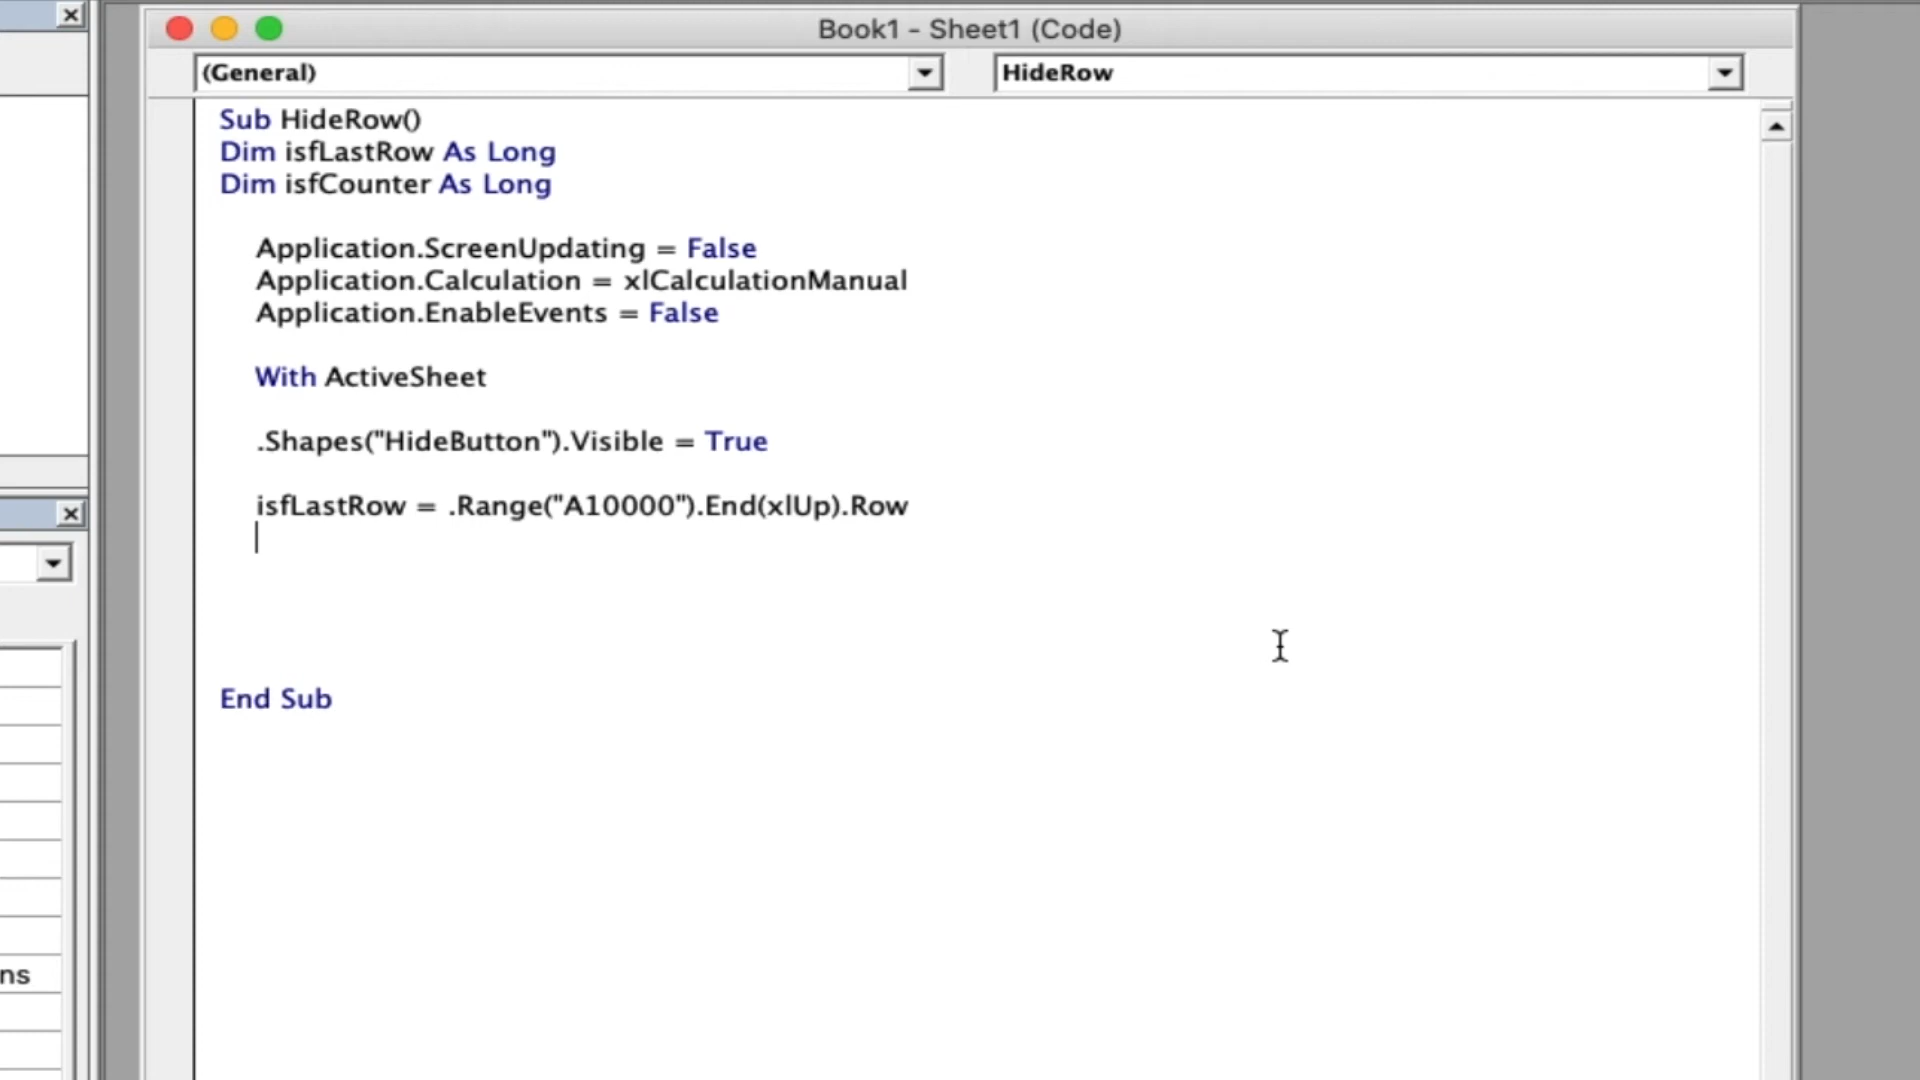 Book1 - Sheet1 (Code)
(General)
HideRow
Sub HideRow()
Dim isfLastRow As Long
Dim isfCounter As Long
Application.ScreenUpdating = False
Application.Calculation = xlCalculationManual
Application.EnableEvents = False
With ActiveSheet
.Shapes("HideButton").Visible = True
isfLastRow = .Range("A10000").End(xlUp).Row
End Sub
ns